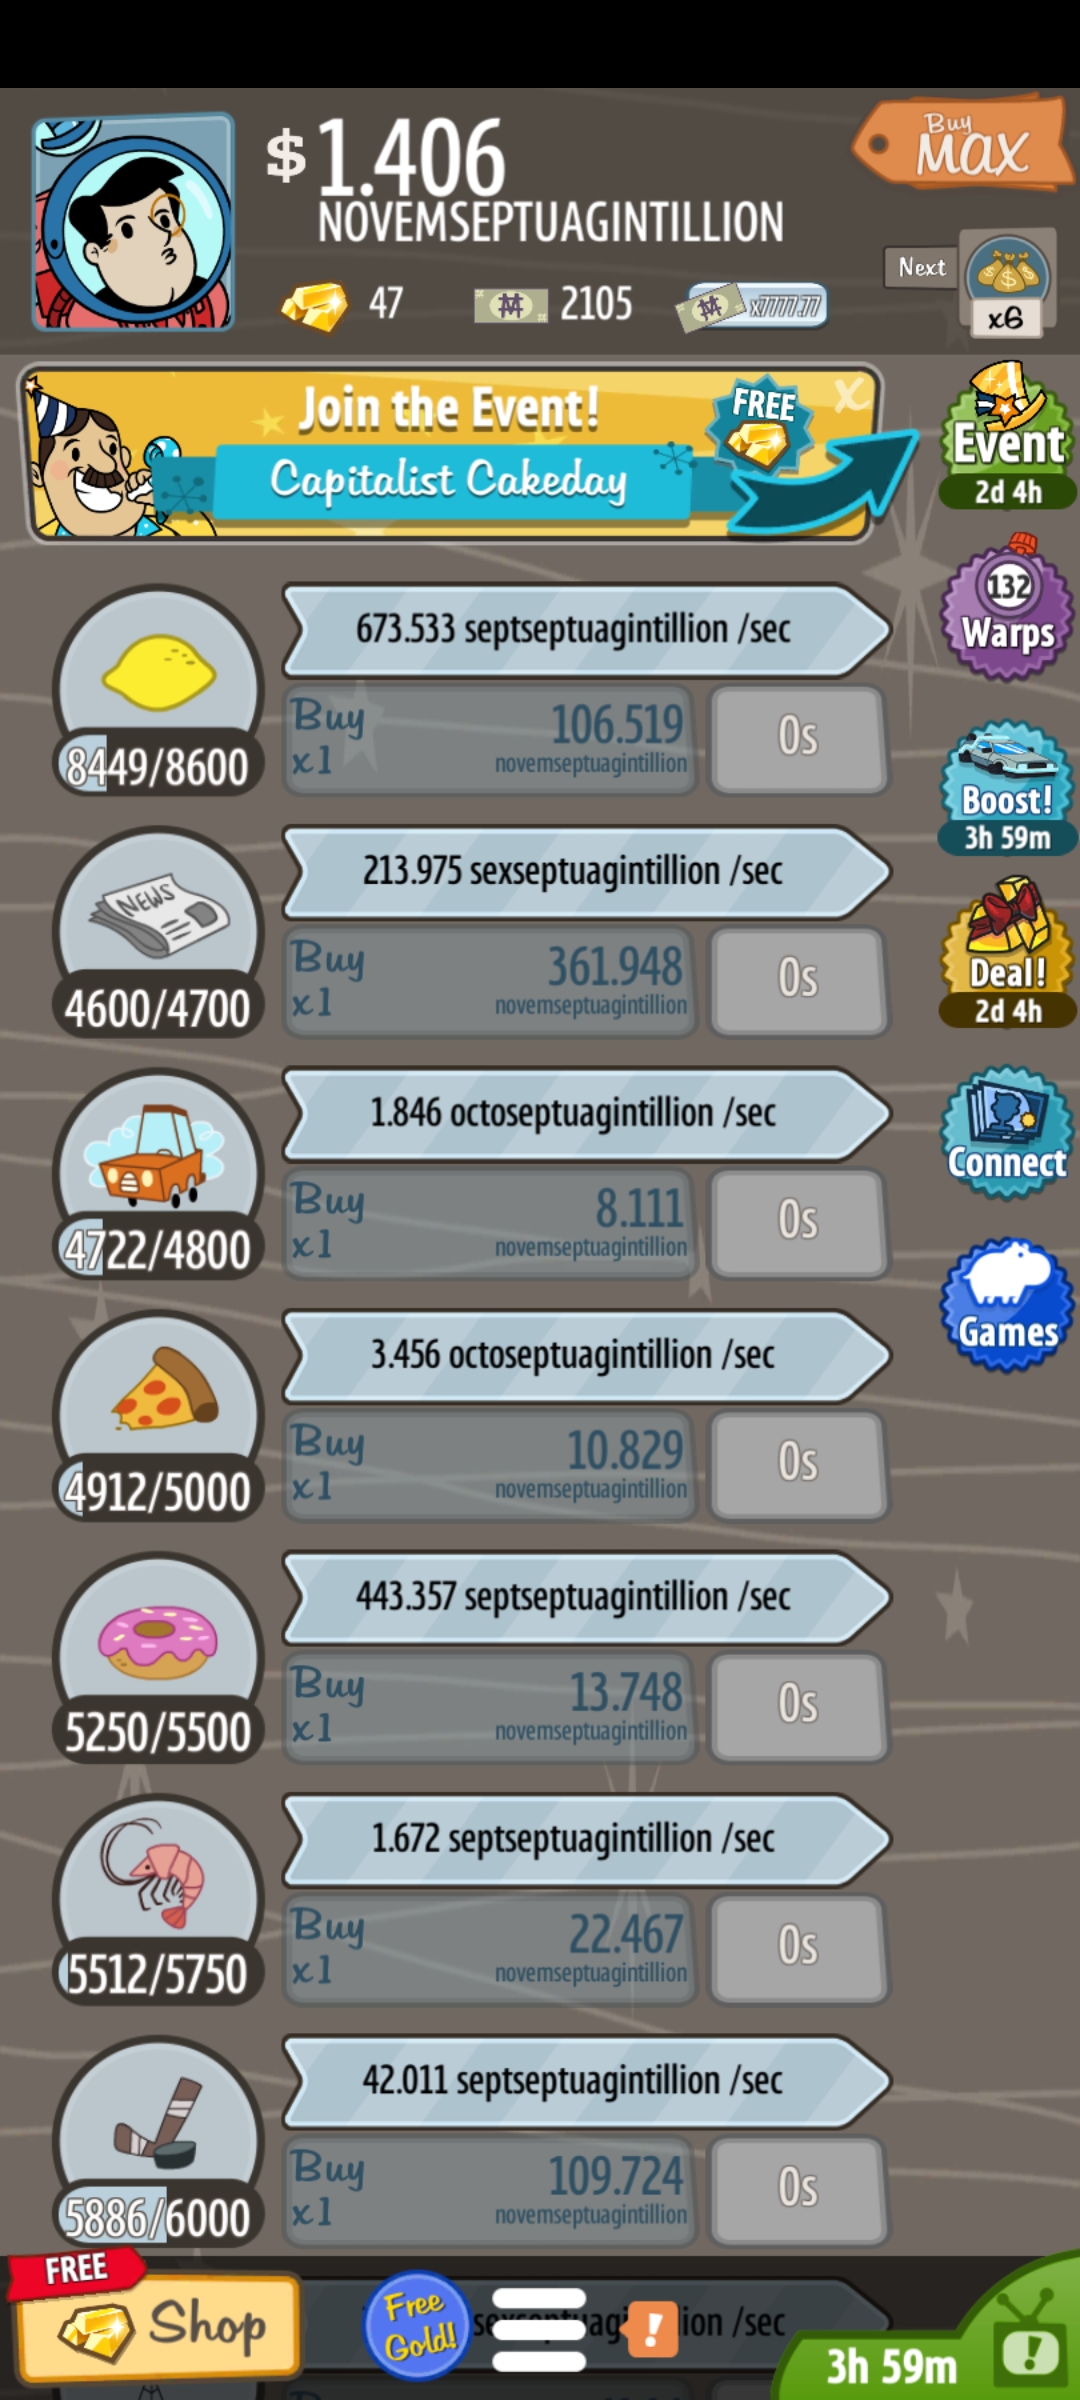 $ 1.406
NOVEMSEPTUAGINTILLION
Buy
MAX
Next
x6
47
2105
x7777.77
Join the Event!
Capitalist Cakeday
FREE
x
Event
2d 4h
132
Warps
Boost!
3h 59m
Deal!
2d 4h
Connect
Games
673.533 septseptuagintillion /sec
8449/8600
Buy
x1
106.519
novemseptuagintillion
0s
NEWS
213.975 sexseptuagintillion /sec
4600/4700
Buy
x1
361.948
novemseptuagintillion
0s
1.846 octoseptuagintillion /sec
4722/4800
Buy
x1
8.111
novemseptuagintillion
0s
3.456 octoseptuagintillion /sec
4912/5000
Buy
x1
10.829
novemseptuagintillion
0s
443.357 septseptuagintillion /sec
5250/5500
Buy
x1
13.748
novemseptuagintillion
0s
1.672 septseptuagintillion /sec
5512/5750
Buy
x1
22.467
novemseptuagintillion
0s
42.011 septseptuagintillion /sec
5886/6000
Buy
x1
109.724
novemseptuagintillion
0s
FREE
Shop
Free
Gold!
/sec
!
3h 59m
!